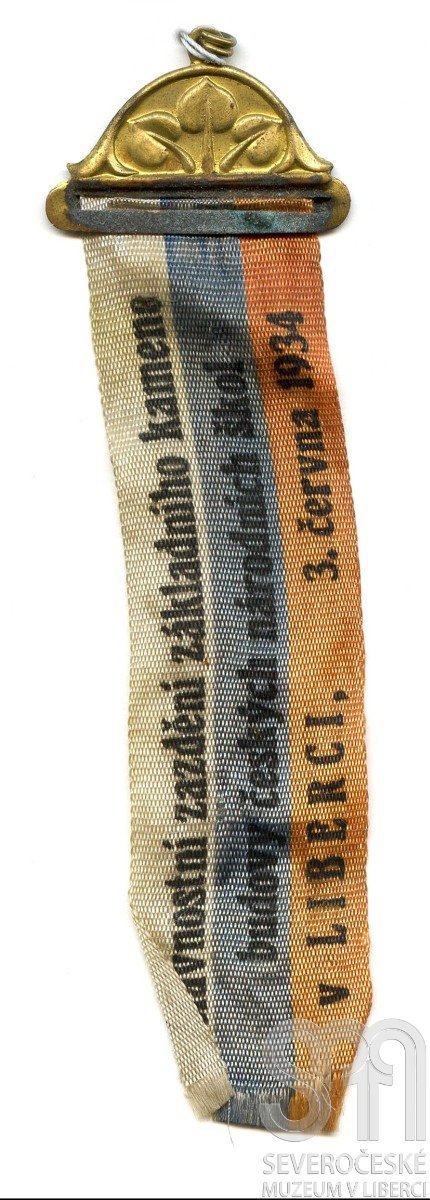 zazdění základního kamene
budovy českých národních škol
v LIBERCI, 3. června 1934
SEVEROČESKÉ
MUZEUM V LIBERCI